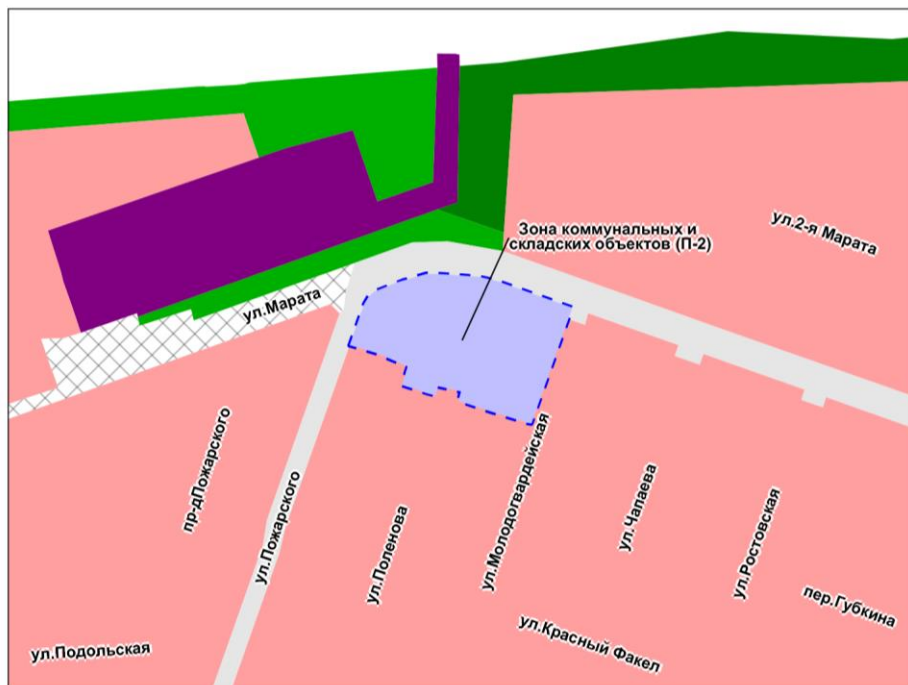 ул.2-я Марата
Зона коммунальных и
складских объектов (П-2)
ул.Марата
пр-дПожарского
ул.Пожарского
ул.Поленова
ул.Молодогвардейская
ул.Чапаева
ул.Ростовская
пер.Губкина
ул.Красный Факел
ул.Подольская